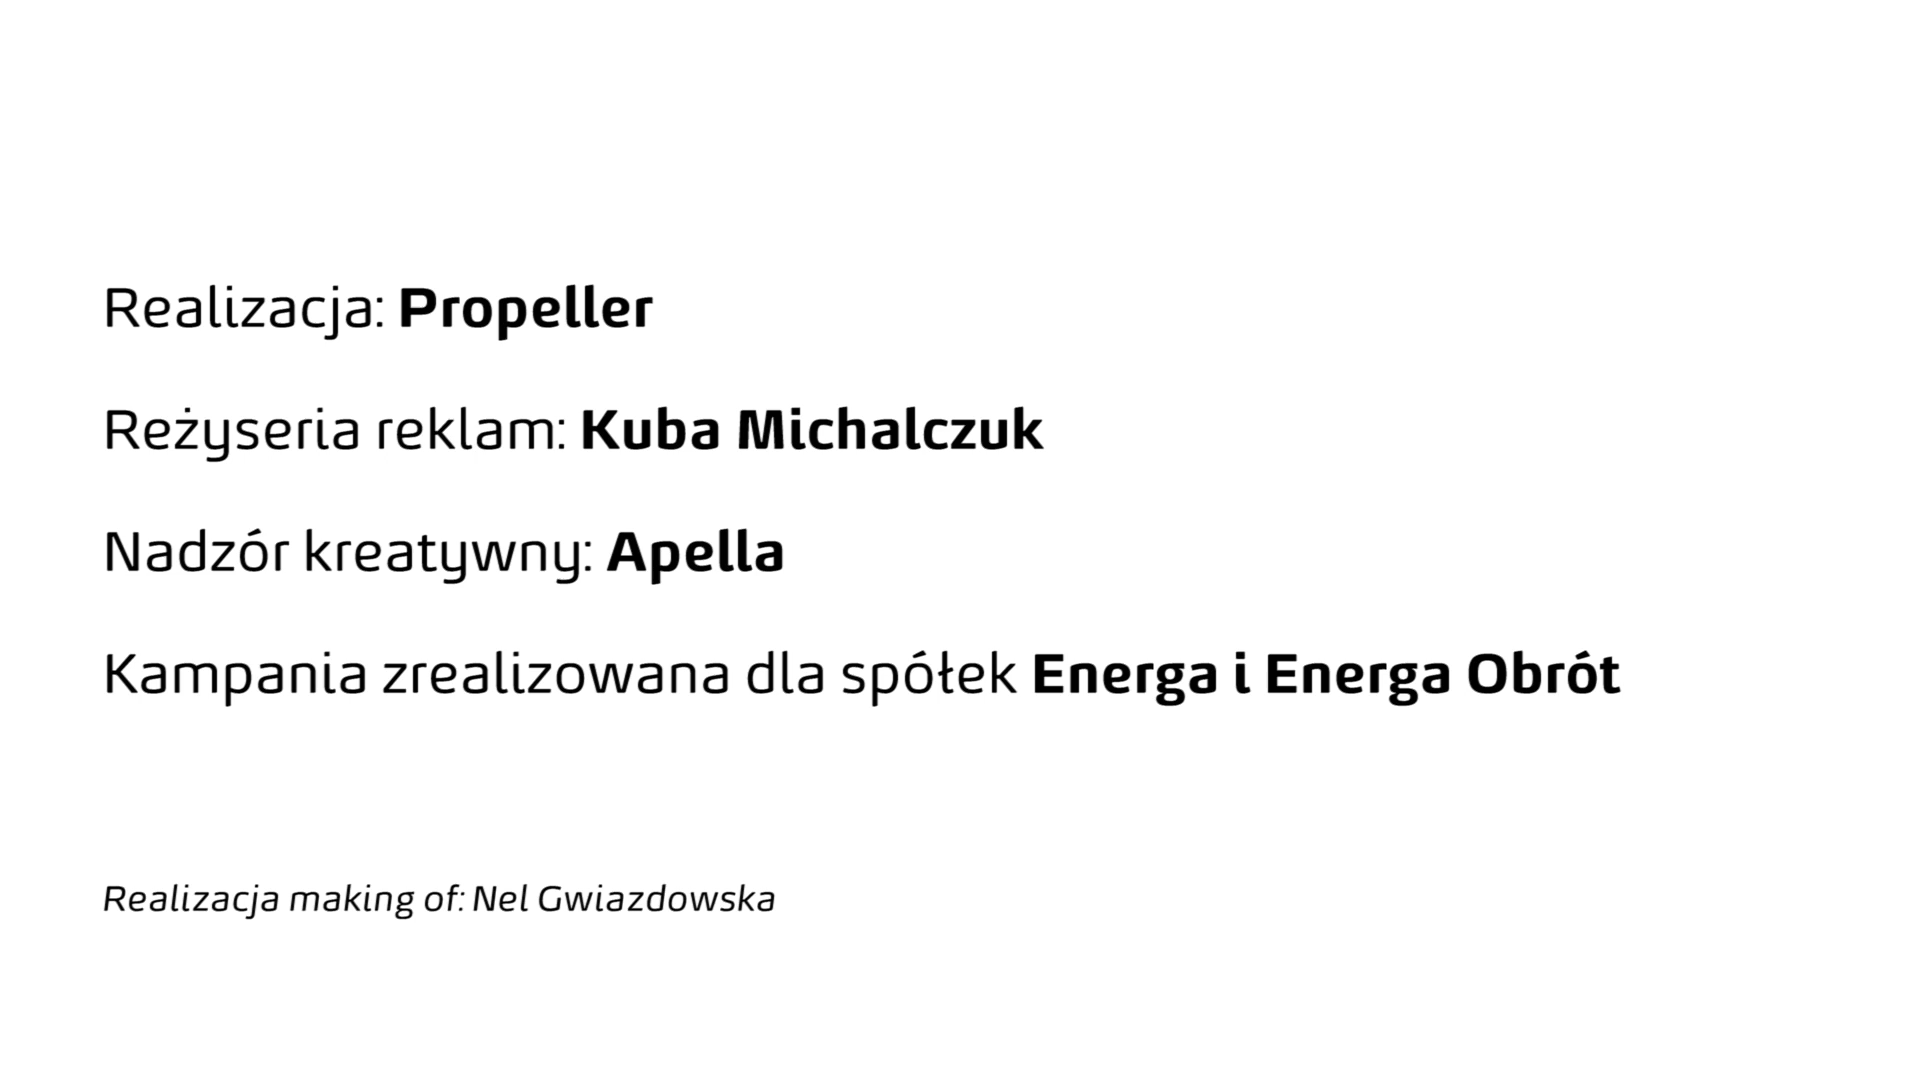 Realizacja: Propeller
Reżyseria reklam: Kuba Michalczuk
Nadzór kreatywny: Apella
Kampania zrealizowana dla spółek Energa i Energa Obrót
Realizacja making of: Nel Gwiazdowska